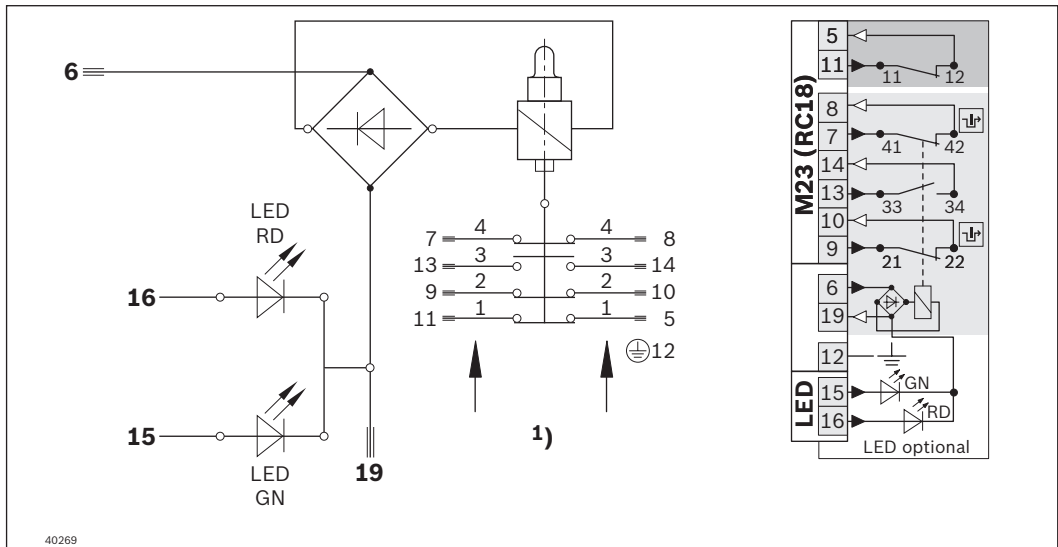 6
LED
RD
16
15
LED
GN
19
7 4 4 8
13 3 3 14
9 2 2 10
11 1 1 5
12
1)
M23 (RC18)
5
11 11 12
8
7 41 42
14
13 33 34
10
9 21 22
6
19
12
LED
15 GN
16 RD
LED optional
40269